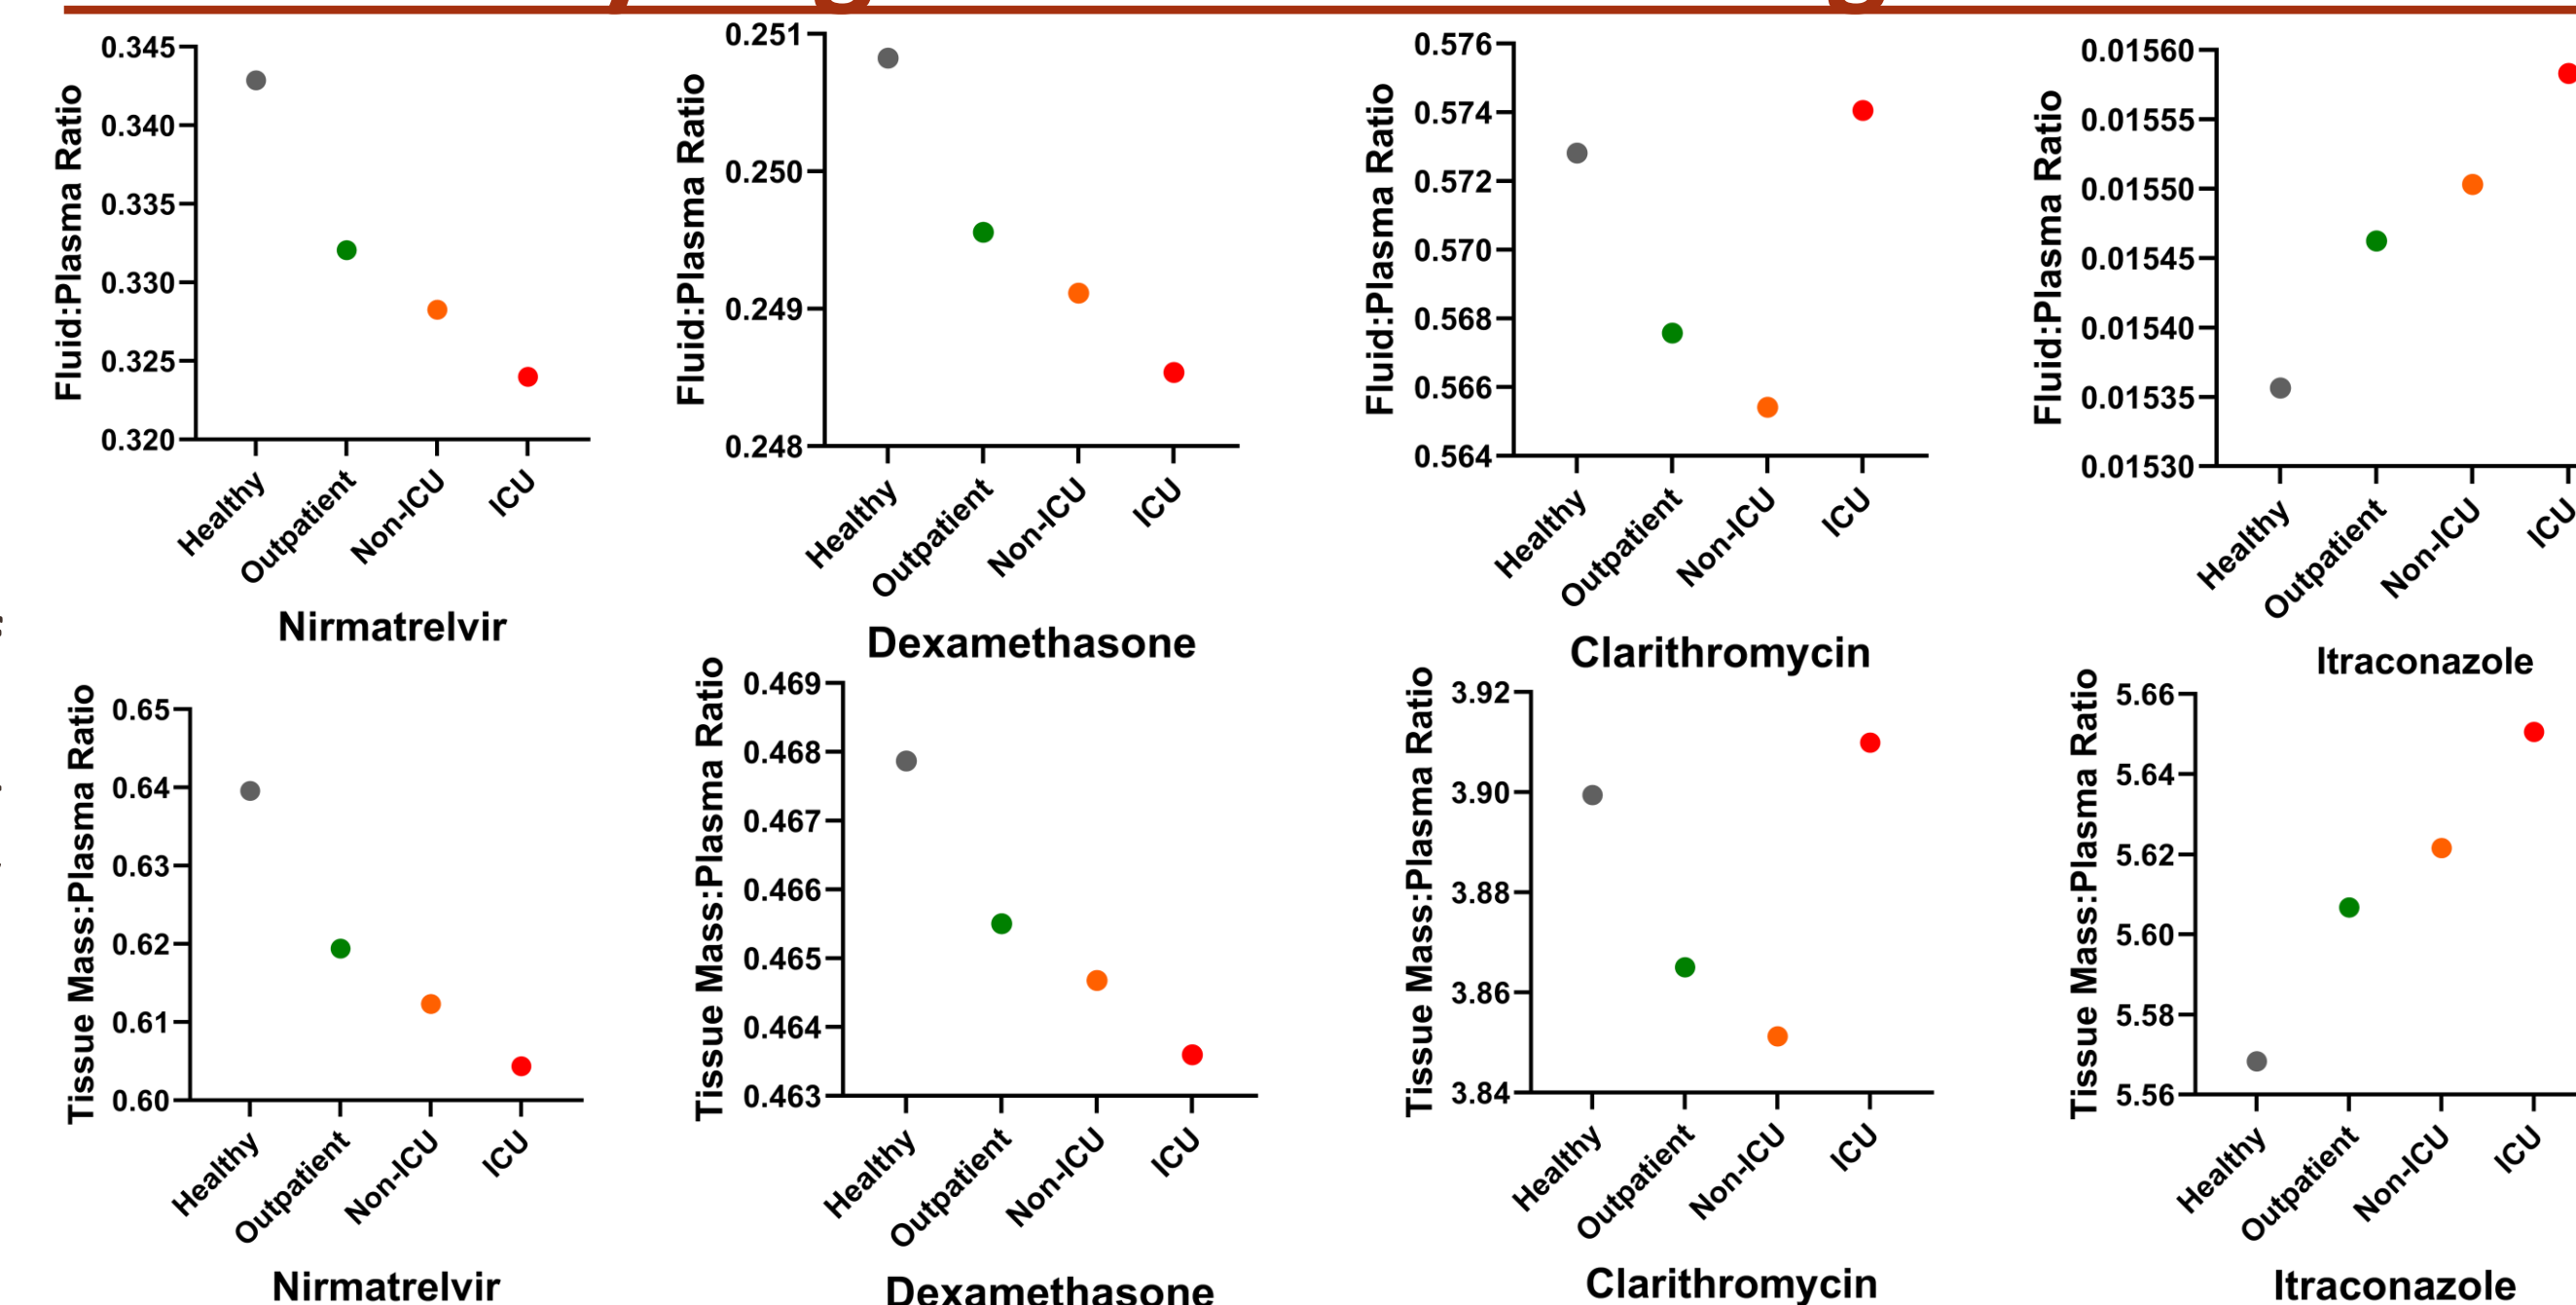 Fluid:Plasma Ratio
0.345
0.340
0.335
0.330
0.325
0.320
Healthy
Outpatient
Non-ICU
ICU
Nirmatrelvir
Fluid:Plasma Ratio
0.251
0.250
0.249
0.248
Healthy
Outpatient
Non-ICU
ICU
Dexamethasone
Fluid:Plasma Ratio
0.576
0.574
0.572
0.570
0.568
0.566
0.564
Healthy
Outpatient
Non-ICU
ICU
Clarithromycin
Fluid:Plasma Ratio
0.01560
0.01555
0.01550
0.01545
0.01540
0.01535
0.01530
Healthy
Outpatient
Non-ICU
ICU
Itraconazole
Tissue Mass:Plasma Ratio
0.65
0.64
0.63
0.62
0.61
0.60
Healthy
Outpatient
Non-ICU
ICU
Nirmatrelvir
Tissue Mass:Plasma Ratio
0.469
0.468
0.467
0.466
0.465
0.464
0.463
Healthy
Outpatient
Non-ICU
ICU
Dexamethasone
Tissue Mass:Plasma Ratio
3.92
3.90
3.88
3.86
3.84
Healthy
Outpatient
Non-ICU
ICU
Clarithromycin
Tissue Mass:Plasma Ratio
5.66
5.64
5.62
5.60
5.58
5.56
Healthy
Outpatient
Non-ICU
ICU
Itraconazole